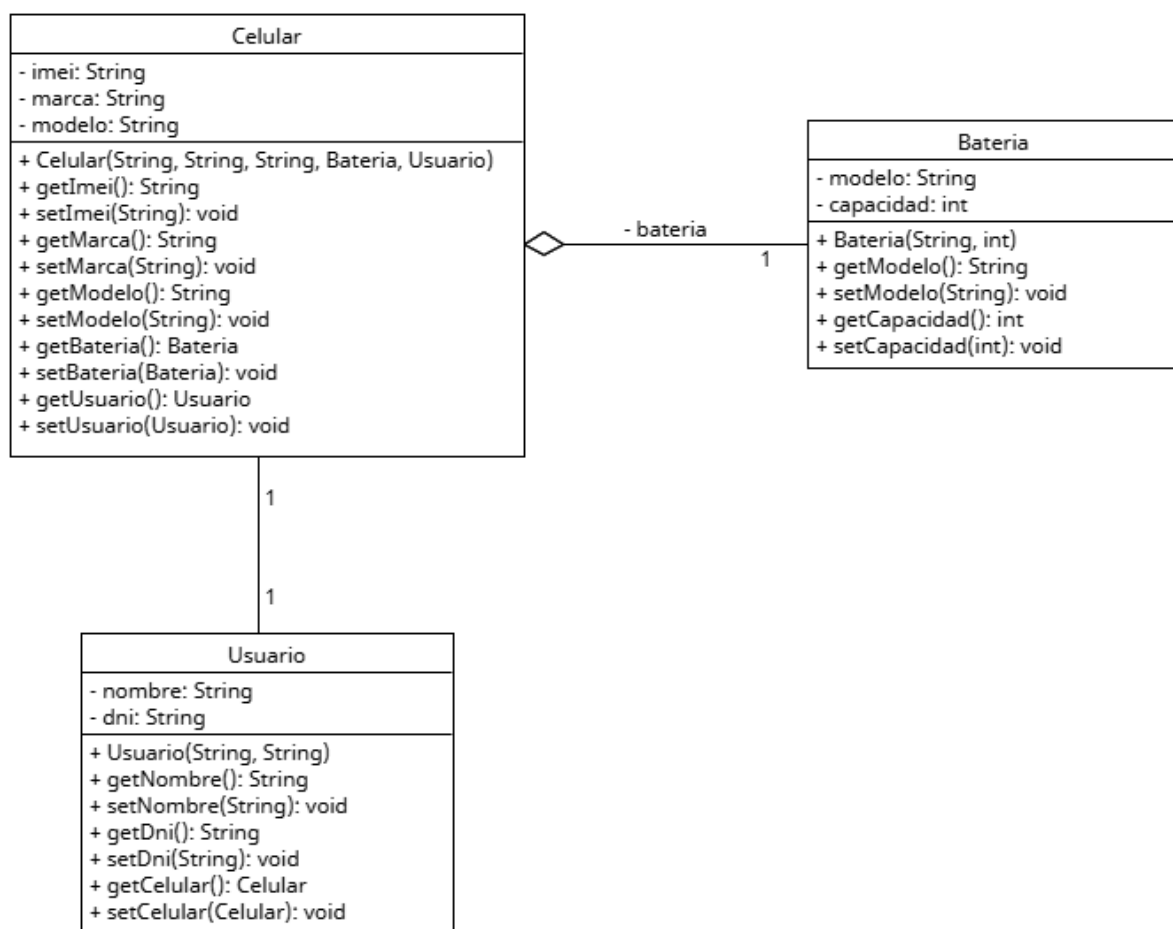 Celular
- imei: String
- marca: String
- modelo: String
+ Celular(String, String, String, Bateria, Usuario)
+ getImei(): String
+ setImei(String): void
+ getMarca(): String
+ setMarca(String): void
+ getModelo(): String
+ setModelo(String): void
+ getBateria(): Bateria
+ setBateria(Bateria): void
+ getUsuario(): Usuario
+ setUsuario(Usuario): void
- bateria
1
Bateria
- modelo: String
- capacidad: int
+ Bateria(String, int)
+ getModelo(): String
+ setModelo(String): void
+ getCapacidad(): int
+ setCapacidad(int): void
1
1
Usuario
- nombre: String
- dni: String
+ Usuario(String, String)
+ getNombre(): String
+ setNombre(String): void
+ getDni(): String
+ setDni(String): void
+ getCelular(): Celular
+ setCelular(Celular): void